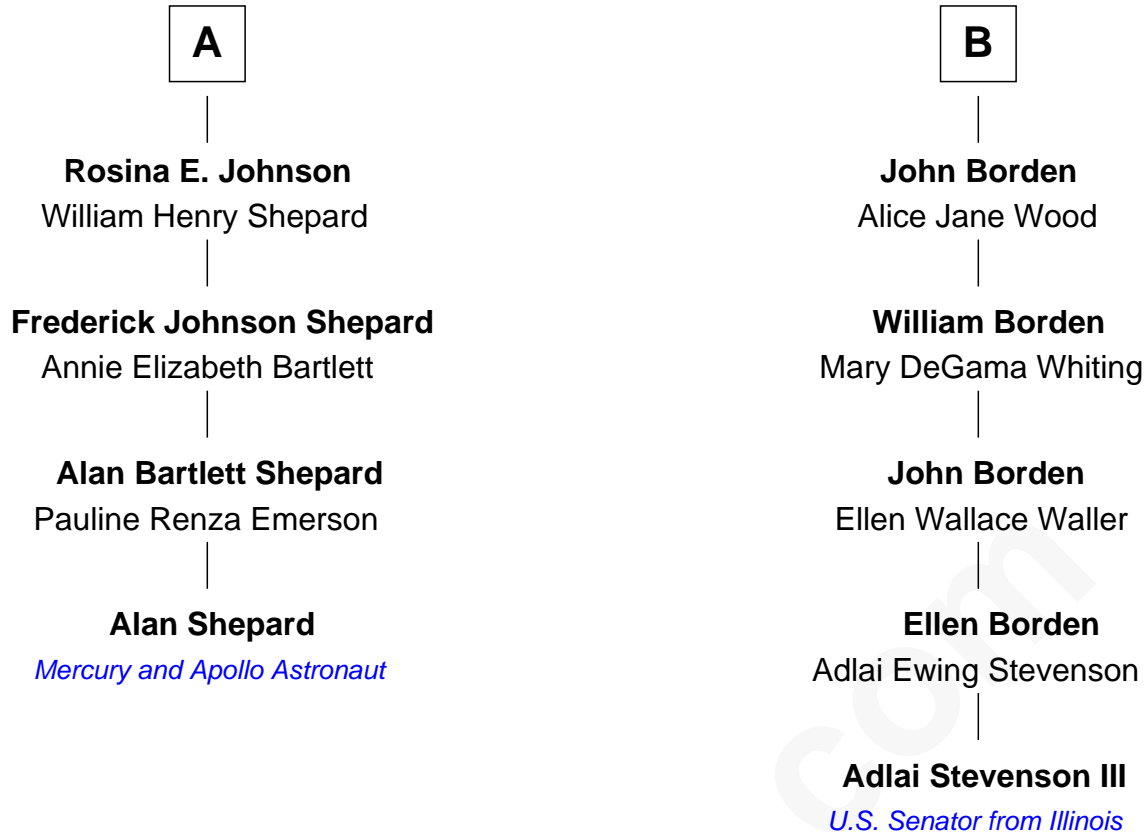 A
Rosina E. Johnson
William Henry Shepard
Frederick Johnson Shepard
Annie Elizabeth Bartlett
Alan Bartlett Shepard
Pauline Renza Emerson
Alan Shepard
Mercury and Apollo Astronaut
B
John Borden
Alice Jane Wood
William Borden
Mary DeGama Whiting
John Borden
Ellen Wallace Waller
Ellen Borden
Adlai Ewing Stevenson
Adlai Stevenson III
U.S. Senator from Illinois
com